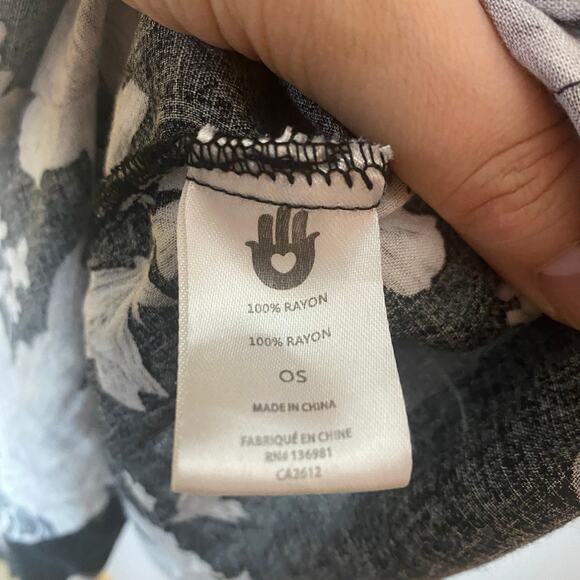 100% RAYON
100% RAYON
OS
MADE IN CHINA
FABRIQUÉ EN CHINE
RN# 136981
CA2612